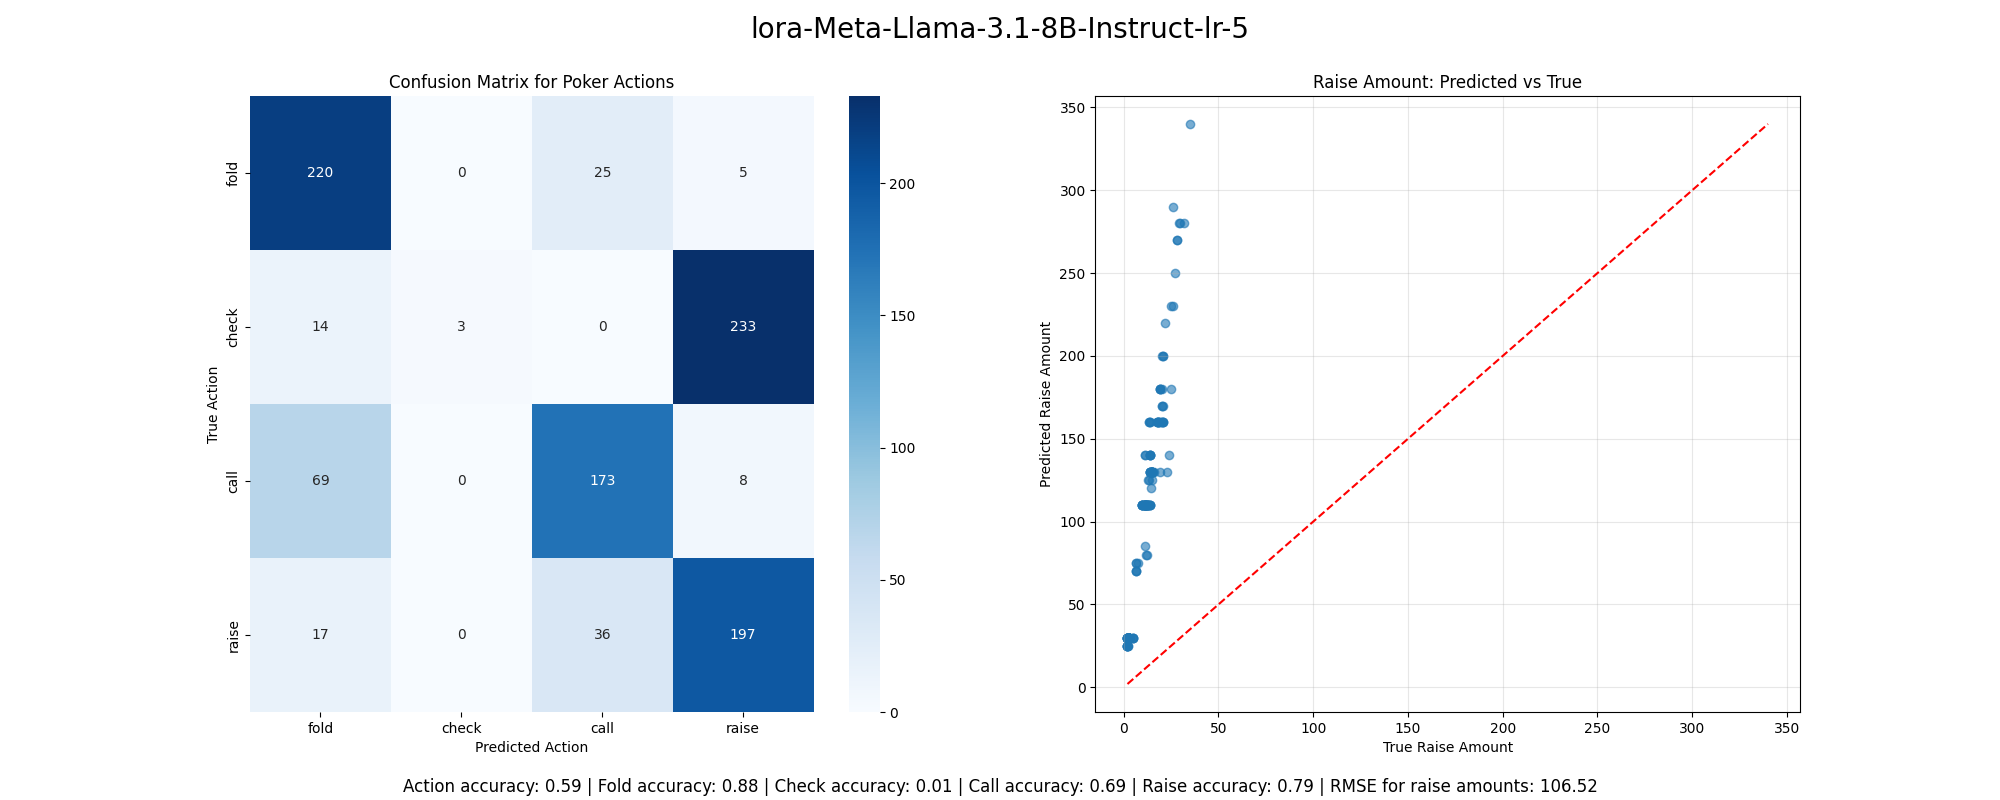 lora-Meta-Llama-3.1-8B-Instruct-lr-5
Confusion Matrix for Poker Actions
True Action
fold
check
call
raise
220 0 25 5
14 3 0 233
69 0 173 8
17 0 36 197
fold check call raise
Predicted Action
200
150
100
50
0
Raise Amount: Predicted vs True
Predicted Raise Amount
350
300
250
200
150
100
50
0
0 50 100 150 200 250 300 350
True Raise Amount
Action accuracy: 0.59 | Fold accuracy: 0.88 | Check accuracy: 0.01 | Call accuracy: 0.69 | Raise accuracy: 0.79 | RMSE for raise amounts: 106.52